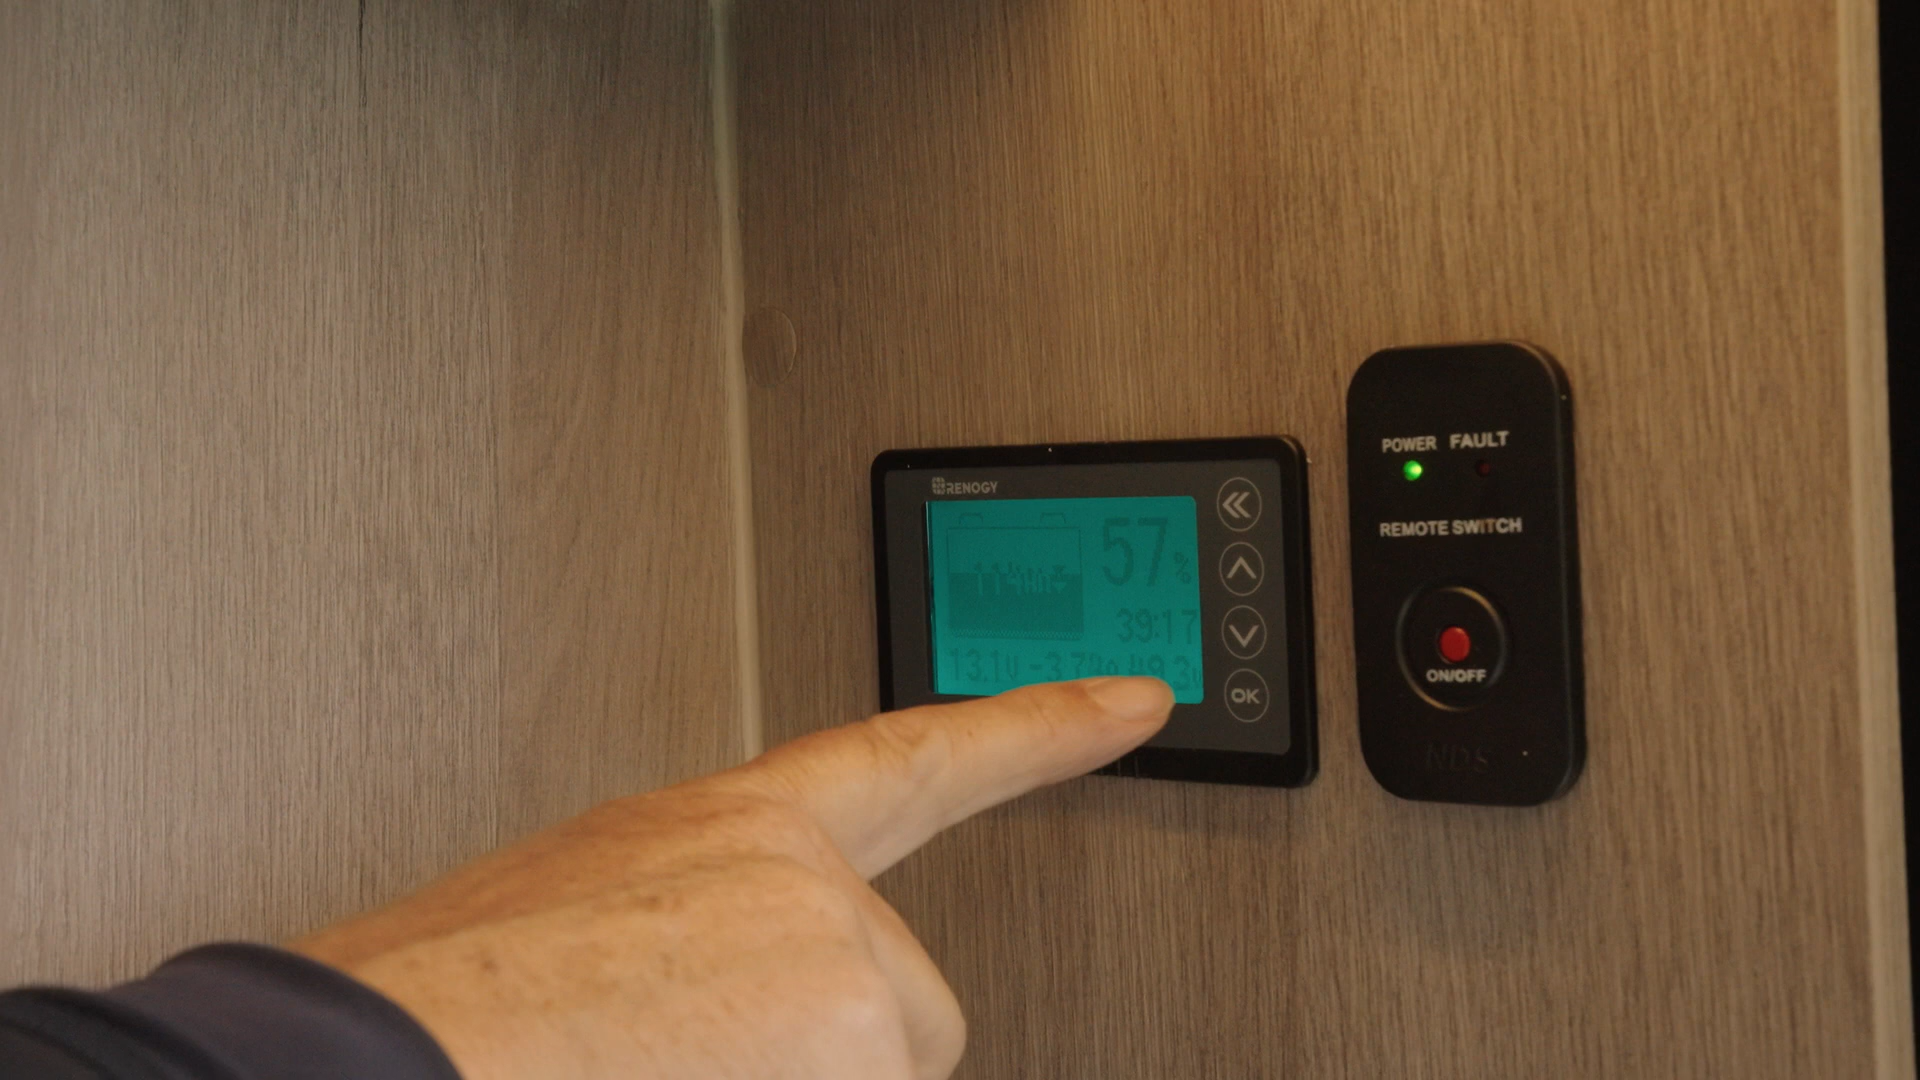 RENOGY
57%
39:17
13.1V
OK
POWER FAULT
REMOTE SWITCH
ON/OFF
NDS